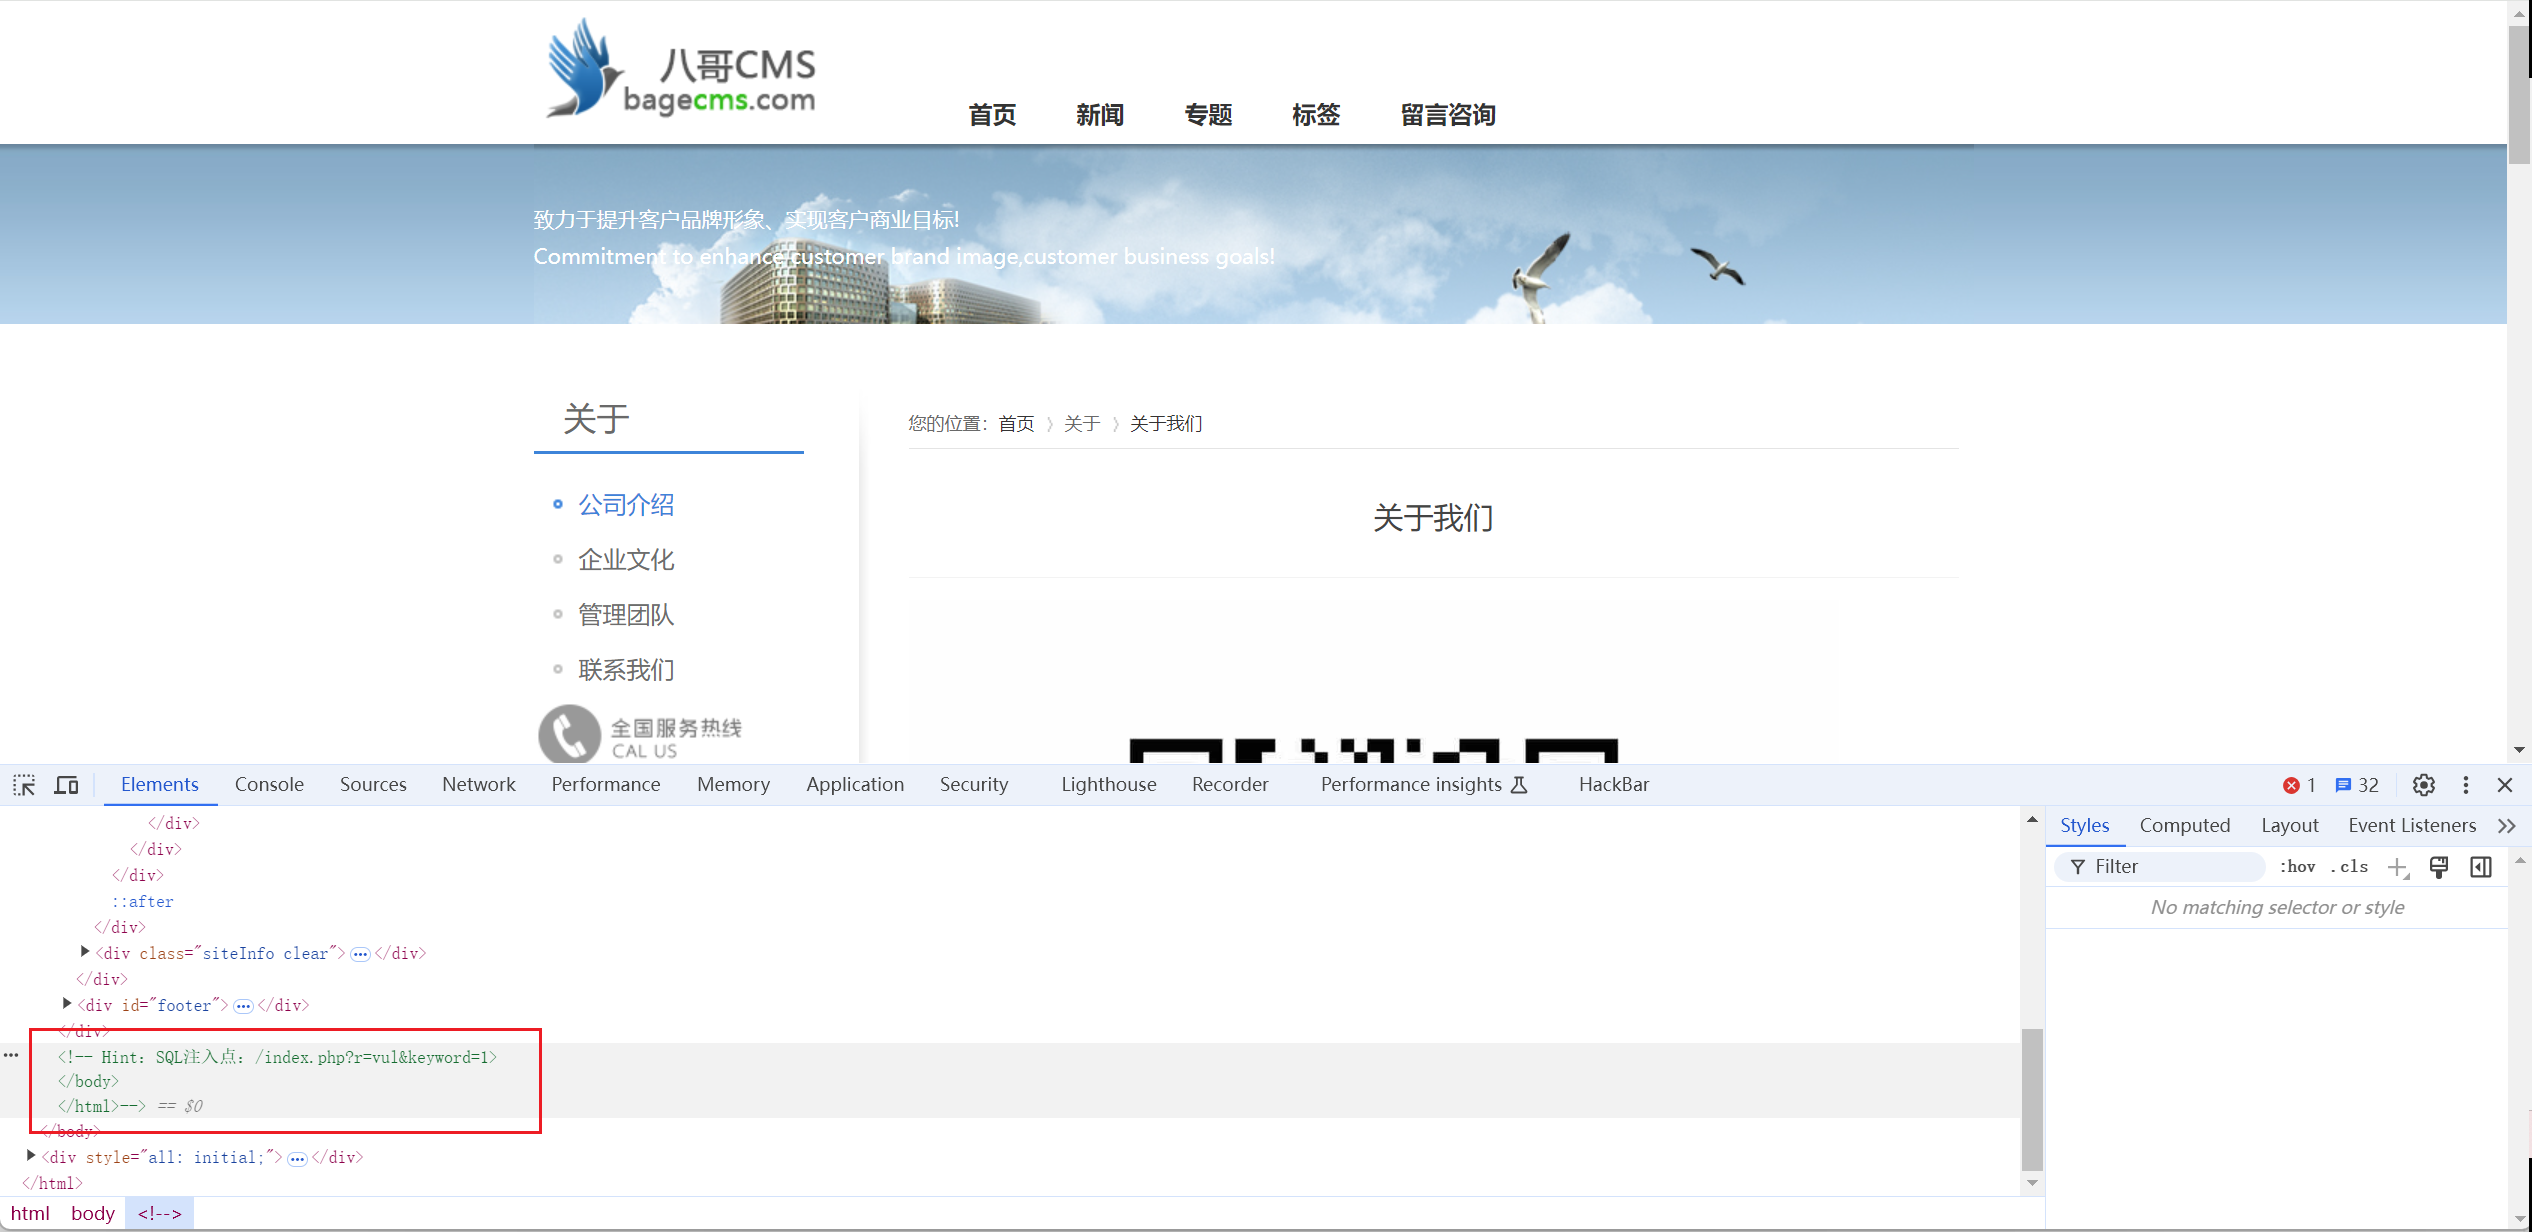 八哥CMS
bagecms.com
首页 新闻 专题 标签 留言咨询
致力于提升客户品牌形象、实现客户商业目标!
Commitment to enhance customer brand image,customer business goals!
关于
公司介绍
企业文化
管理团队
联系我们
全国服务热线
CAL US
您的位置：首页 〉关于 〉关于我们
关于我们
Elements Console Sources Network Performance Memory Application Security Lighthouse Recorder Performance insights HackBar 1 32
</div>
</div>
</div>
::after
</div>
<div class="siteInfo clear">…</div>
</div>
<div id="footer">…</div>
</div>
<!-- Hint: SQL注入点: /index.php?r=vul&keyword=1>
</body>
</html>--> == $0
</body>
<div style="all: initial;">…</div>
</html>
html body <!-->
Styles Computed Layout Event Listeners
Filter :hov .cls
No matching selector or style